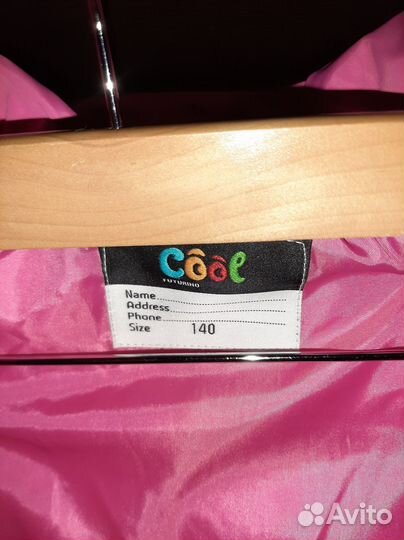 Cool
FUTURINO
Name
Address
Phone
Size 140
Avito